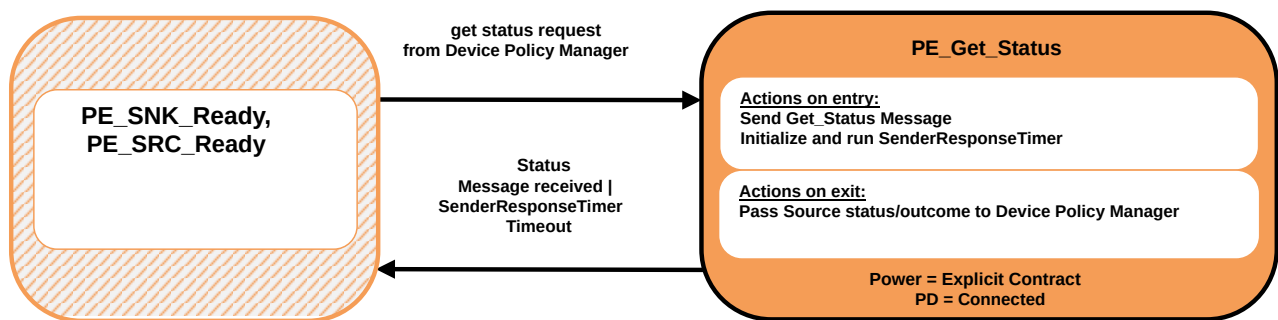 get status request
from Device Policy Manager
PE_SNK_Ready,
PE_SRC_Ready
Status
Message received |
SenderResponseTimer
Timeout
PE_Get_Status
Actions on entry:
Send Get_Status Message
Initialize and run SenderResponseTimer
Actions on exit:
Pass Source status/outcome to Device Policy Manager
Power = Explicit Contract
PD = Connected